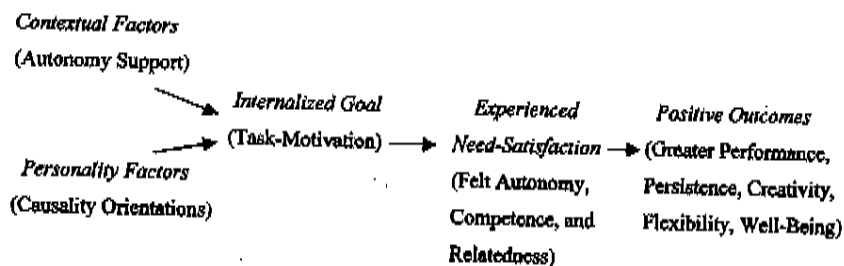 Contextual Factors
(Autonomy Support)
Internalized Goal
(Task-Motivation)
Personality Factors
(Causality Orientations)
Experienced
Need-Satisfaction
(Felt Autonomy,
Competence, and
Relatedness)
Positive Outcomes
(Greater Performance,
Persistence, Creativity,
Flexibility, Well-Being)